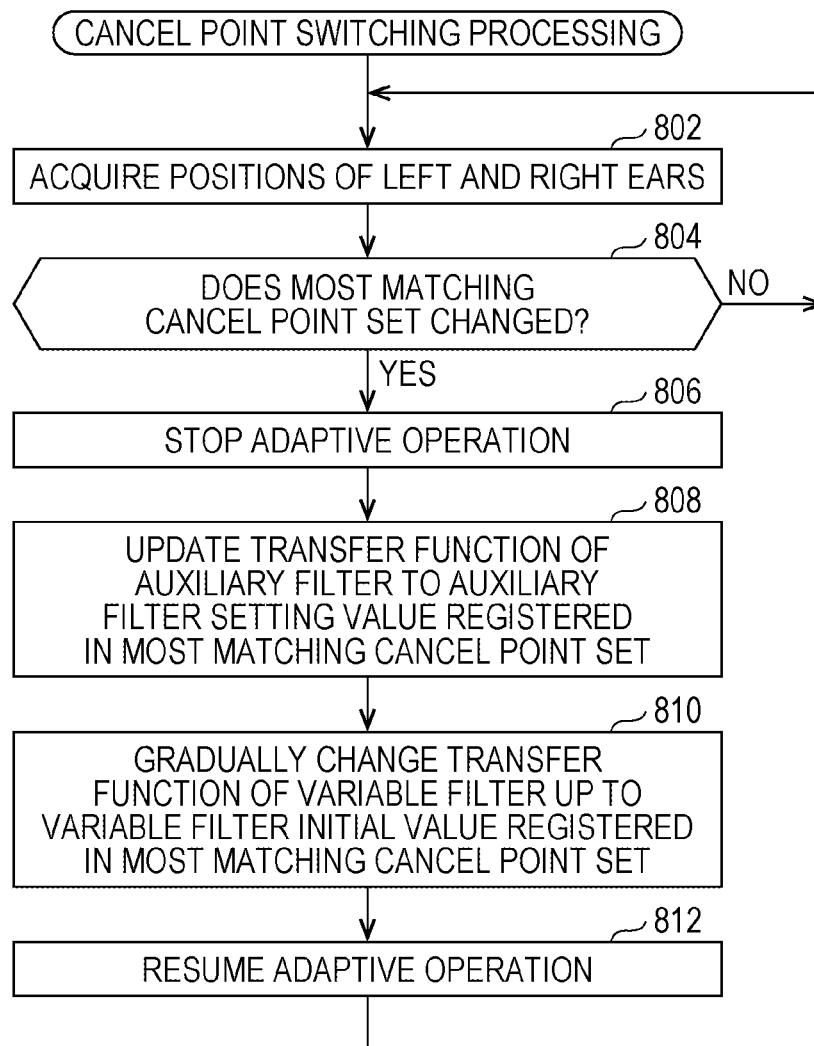 CANCEL POINT SWITCHING PROCESSING
802
ACQUIRE POSITIONS OF LEFT AND RIGHT EARS
804
DOES MOST MATCHING
CANCEL POINT SET CHANGED?
NO
YES
806
STOP ADAPTIVE OPERATION
808
UPDATE TRANSFER FUNCTION OF
AUXILIARY FILTER TO AUXILIARY
FILTER SETTING VALUE REGISTERED
IN MOST MATCHING CANCEL POINT SET
810
GRADUALLY CHANGE TRANSFER
FUNCTION OF VARIABLE FILTER UP TO
VARIABLE FILTER INITIAL VALUE REGISTERED
IN MOST MATCHING CANCEL POINT SET
812
RESUME ADAPTIVE OPERATION